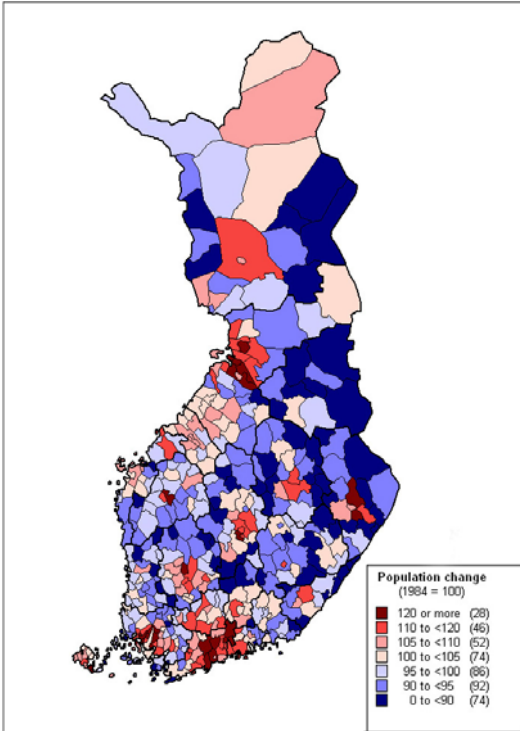 Population change
(1984 = 100)
120 or more (28)
110 to <120 (46)
105 to <110 (52)
100 to <105 (74)
95 to <100 (86)
90 to <95 (92)
0 to <90 (74)